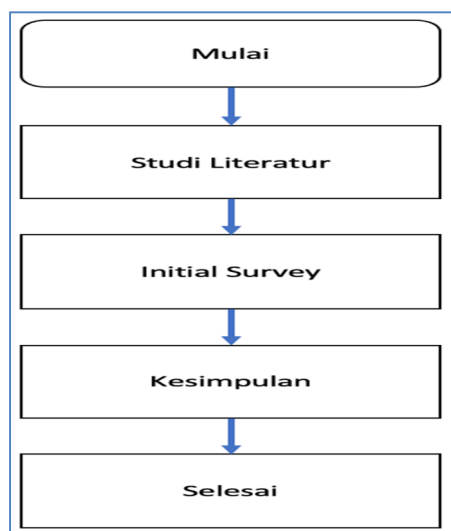 Mulai
Studi Literatur
Initial Survey
Kesimpulan
Selesai